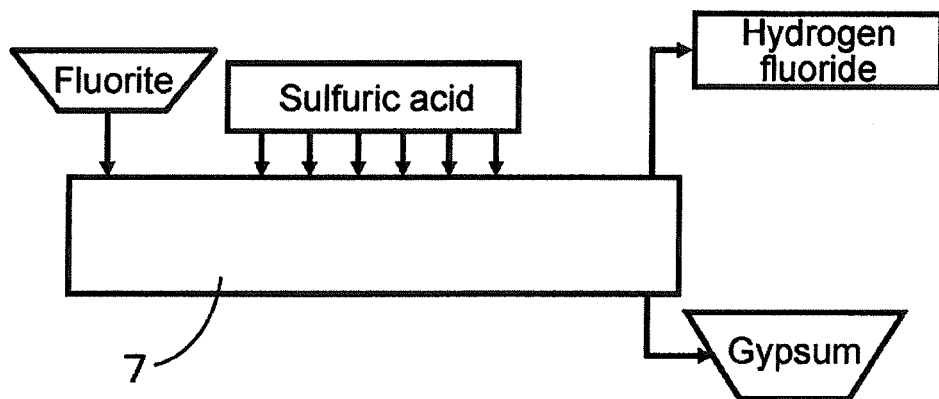 Fluorite
Sulfuric acid
Hydrogen
fluoride
7
Gypsum